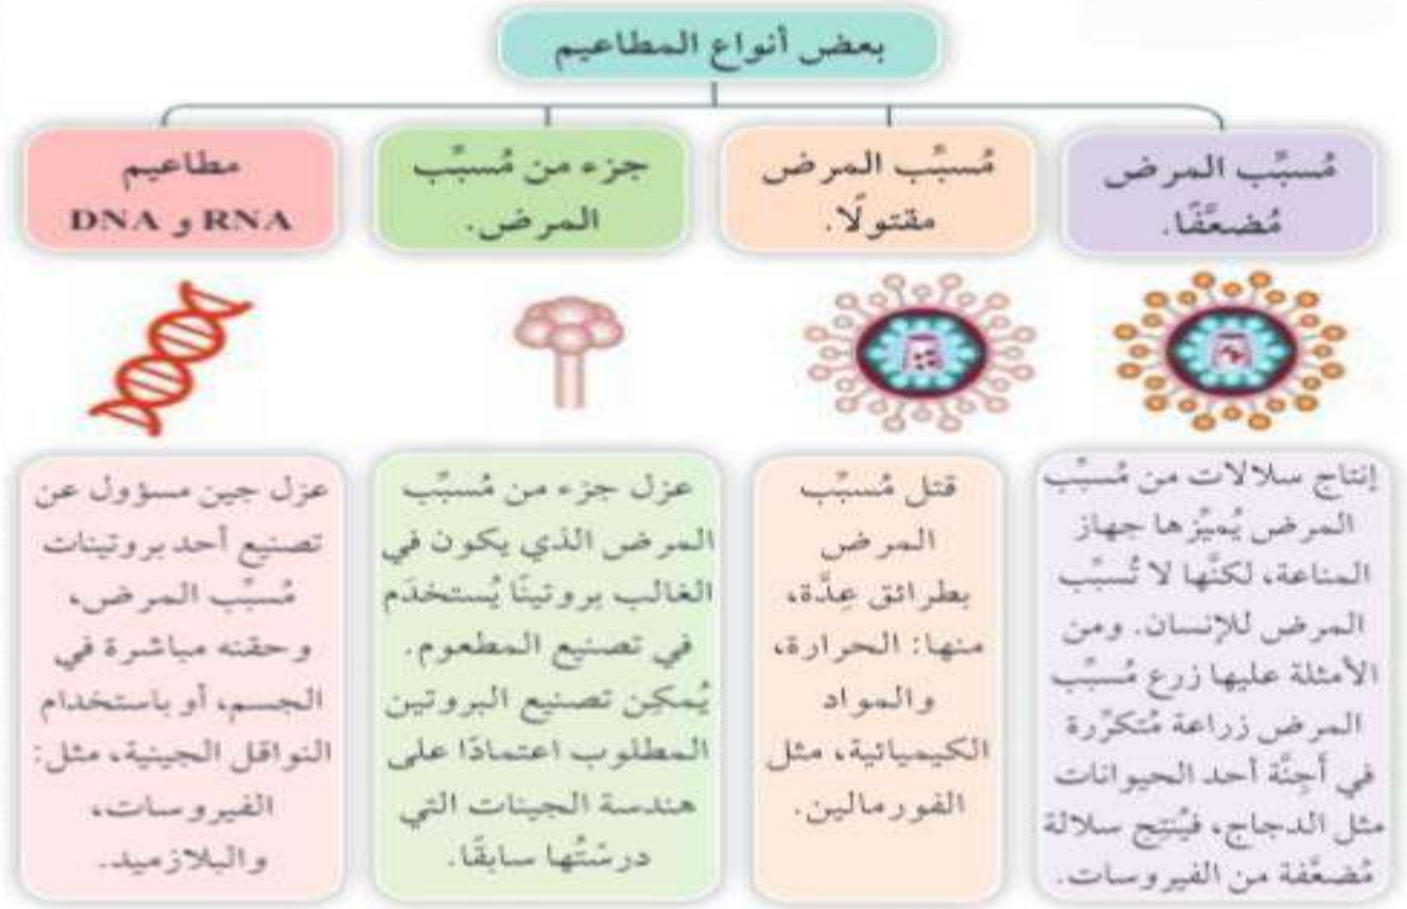 بعض أنواع المطاعيم
مُسبِّب المرض
مُضعَّفًا.
مُسبِّب المرض
مقتولًا.
جزء من مُسبِّب
المرض.
مطاعيم
DNA و RNA
إنتاج سلالات من مُسبِّب
المرض يُميِّزها جهاز
المناعة، لكنَّها لا تُسبِّب
المرض للإنسان. ومن
الأمثلة عليها زرع مُسبِّب
المرض زراعة مُتكرِّرة
في أَجِنَّة أحد الحيوانات
مثل الدجاج، فيُنتِج سلالة
مُضعَّفة من الفيروسات.
قتل مُسبِّب
المرض
بطرائق عِدَّة،
منها: الحرارة،
والمواد
الكيميائية، مثل
الفورمالين.
عزل جزء من مُسبِّب
المرض الذي يكون في
الغالب بروتينًا يُستخدَم
في تصنيع المطعوم.
يُمكِن تصنيع البروتين
المطلوب اعتمادًا على
هندسة الجينات التي
درسْتُها سابقًا.
عزل جين مسؤول عن
تصنيع أحد بروتينات
مُسبِّب المرض،
وحقنه مباشرة في
الجسم، أو باستخدام
النواقل الجينية، مثل:
الفيروسات،
والبلازميد.